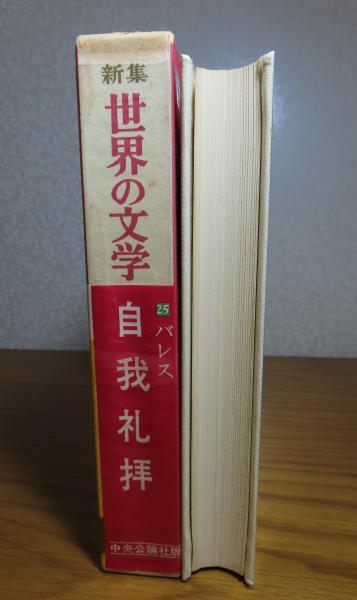 新集
世界の文学
25
バレス
自我礼拝
中央公論社版